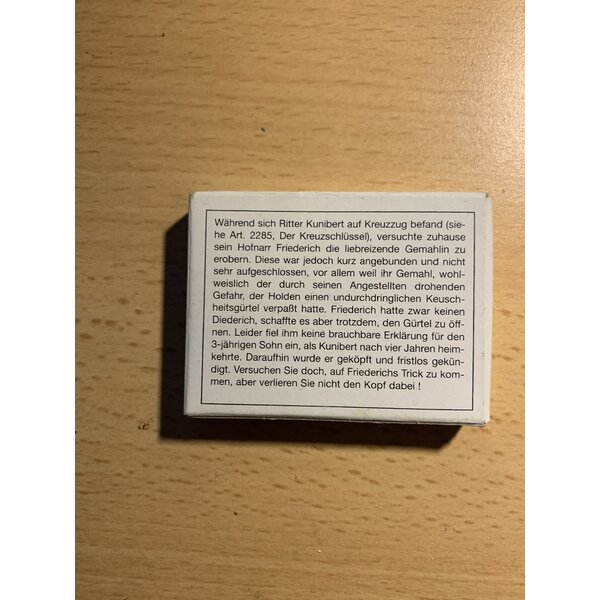 Während sich Ritter Kunibert auf Kreuzzug befand (sie-
he Art. 2285, Der Kreuzschlüssel), versuchte zuhause
sein Hofnarr Friederich die liebreizende Gemahlin zu
erobern. Diese war jedoch kurz angebunden und nicht
sehr aufgeschlossen, vor allem weil ihr Gemahl, wohl-
weislich der durch seinen Angestellten drohenden
Gefahr, der Holden einen undurchdringlichen Keusch-
heitsgürtel verpaßt hatte. Friederich hatte zwar keinen
Diederich, schaffte es aber trotzdem, den Gürtel zu öff-
nen. Leider fiel ihm keine brauchbare Erklärung für den
3-jährigen Sohn ein, als Kunibert nach vier Jahren heim-
kehrte. Daraufhin wurde er geköpft und fristlos gekün-
digt. Versuchen Sie doch, auf Friederichs Trick zu kom-
men, aber verlieren Sie nicht den Kopf dabei !